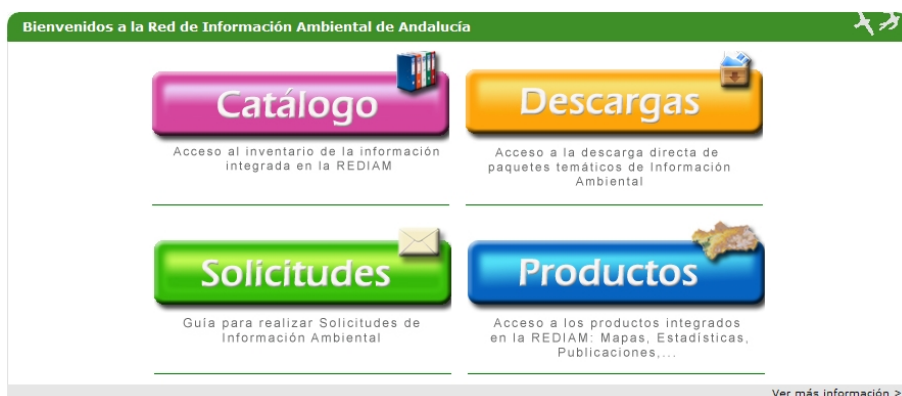 Bienvenidos a la Red de Información Ambiental de Andalucía
Catálogo
Acceso al inventario de la información
integrada en la REDIAM
Descargas
Acceso a la descarga directa de
paquetes temáticos de Información
Ambiental
Solicitudes
Guía para realizar Solicitudes de
Información Ambiental
Productos
Acceso a los productos integrados
en la REDIAM: Mapas, Estadísticas,
Publicaciones,...
Ver más información >